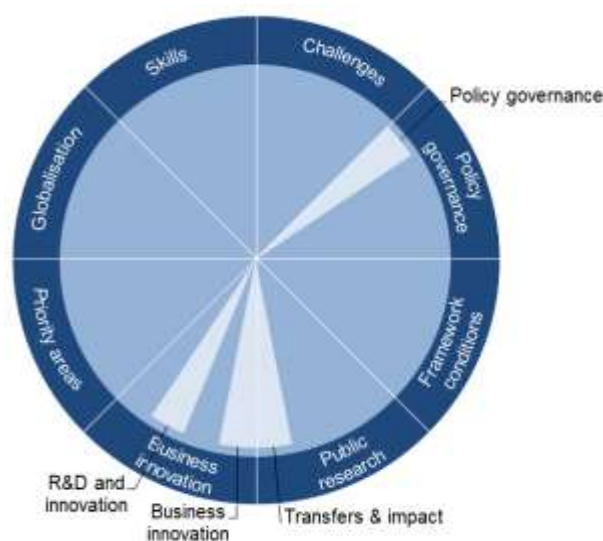 Skills
Challenges
Policy governance
Globalisation
Policy
governance
Priority areas
Framework
conditions
Business
innovation
Public
research
R&D and
innovation
Business
innovation
Transfers & impact